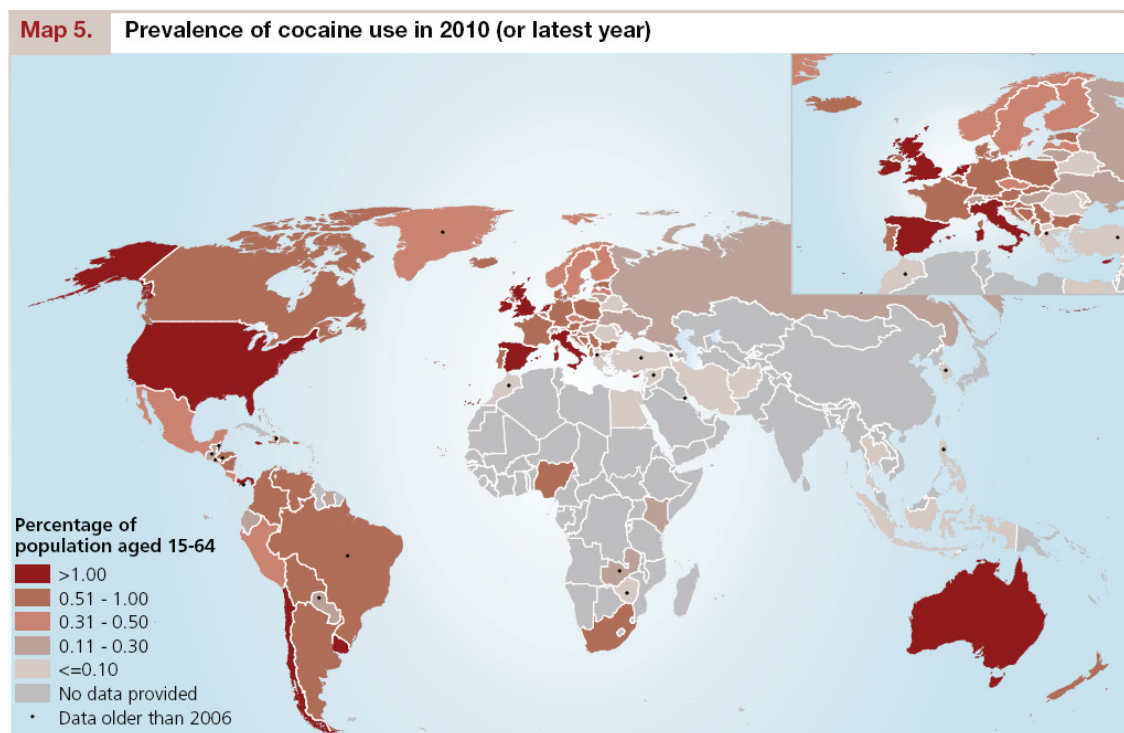 Map 5. Prevalence of cocaine use in 2010 (or latest year)
Percentage of
population aged 15-64
>1.00
0.51 - 1.00
0.31 - 0.50
0.11 - 0.30
<=0.10
No data provided
Data older than 2006